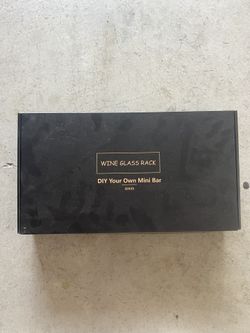 WINE GLASS RACK
DIY Your Own Mini Bar